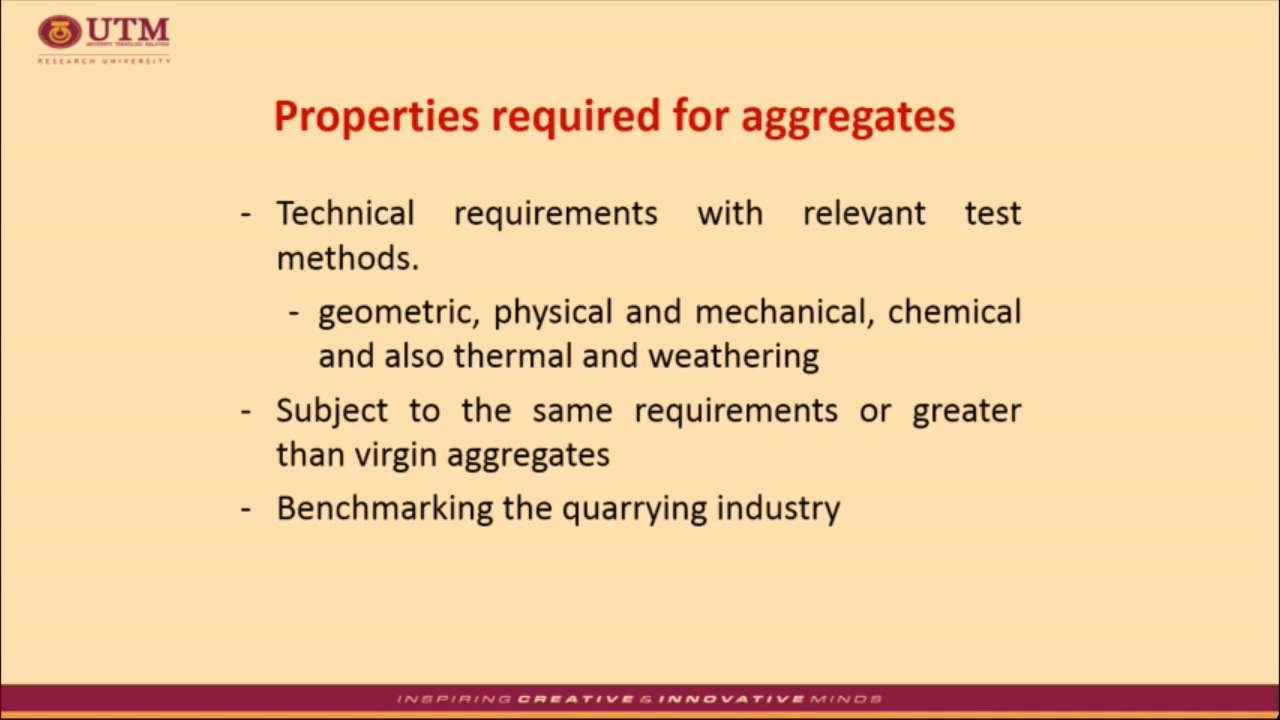 UTM
UNIVERSITI TEKNOLOGI MALAYSIA
RESEARCH UNIVERSITY
Properties required for aggregates
- Technical requirements with relevant test
methods.
- geometric, physical and mechanical, chemical
and also thermal and weathering
- Subject to the same requirements or greater
than virgin aggregates
- Benchmarking the quarrying industry
INSPIRING CREATIVE & INNOVATIVE MINDS